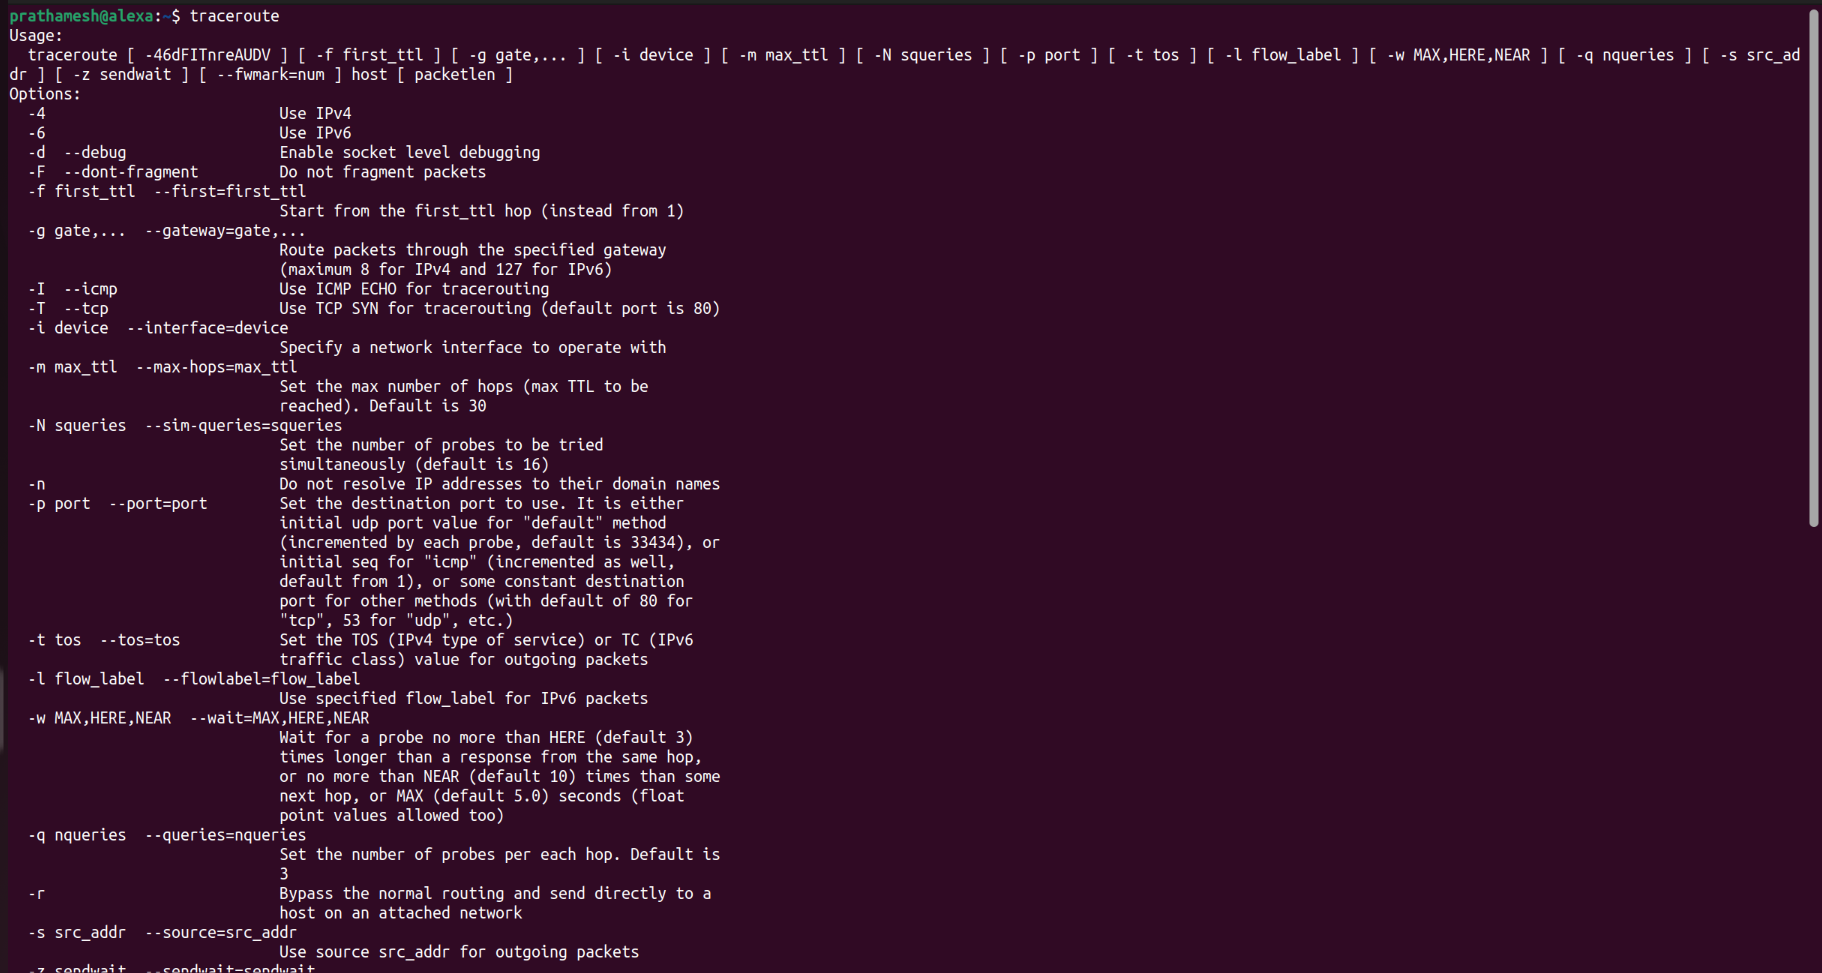 prathamesh@alexa:~$ traceroute
Usage:
  traceroute [ -46dFITnreAUDV ] [ -f first_ttl ] [ -g gate,... ] [ -i device ] [ -m max_ttl ] [ -N squeries ] [ -p port ] [ -t tos ] [ -l flow_label ] [ -w MAX,HERE,NEAR ] [ -q nqueries ] [ -s src_ad
dr ] [ -z sendwait ] [ --fwmark=num ] host [ packetlen ]
Options:
  -4                          Use IPv4
  -6                          Use IPv6
  -d  --debug                 Enable socket level debugging
  -F  --dont-fragment         Do not fragment packets
  -f first_ttl  --first=first_ttl
                              Start from the first_ttl hop (instead from 1)
  -g gate,...  --gateway=gate,...
                              Route packets through the specified gateway
                              (maximum 8 for IPv4 and 127 for IPv6)
  -I  --icmp                  Use ICMP ECHO for tracerouting
  -T  --tcp                   Use TCP SYN for tracerouting (default port is 80)
  -i device  --interface=device
                              Specify a network interface to operate with
  -m max_ttl  --max-hops=max_ttl
                              Set the max number of hops (max TTL to be
                              reached). Default is 30
  -N squeries  --sim-queries=squeries
                              Set the number of probes to be tried
                              simultaneously (default is 16)
  -n                          Do not resolve IP addresses to their domain names
  -p port  --port=port        Set the destination port to use. It is either
                              initial udp port value for "default" method
                              (incremented by each probe, default is 33434), or
                              initial seq for "icmp" (incremented as well,
                              default from 1), or some constant destination
                              port for other methods (with default of 80 for
                              "tcp", 53 for "udp", etc.)
  -t tos  --tos=tos           Set the TOS (IPv4 type of service) or TC (IPv6
                              traffic class) value for outgoing packets
  -l flow_label  --flowlabel=flow_label
                              Use specified flow_label for IPv6 packets
  -w MAX,HERE,NEAR  --wait=MAX,HERE,NEAR
                              Wait for a probe no more than HERE (default 3)
                              times longer than a response from the same hop,
                              or no more than NEAR (default 10) times than some
                              next hop, or MAX (default 5.0) seconds (float
                              point values allowed too)
  -q nqueries  --queries=nqueries
                              Set the number of probes per each hop. Default is
                              3
  -r                          Bypass the normal routing and send directly to a
                              host on an attached network
  -s src_addr  --source=src_addr
                              Use source src_addr for outgoing packets
  -z sendwait  --sendwait=sendwait